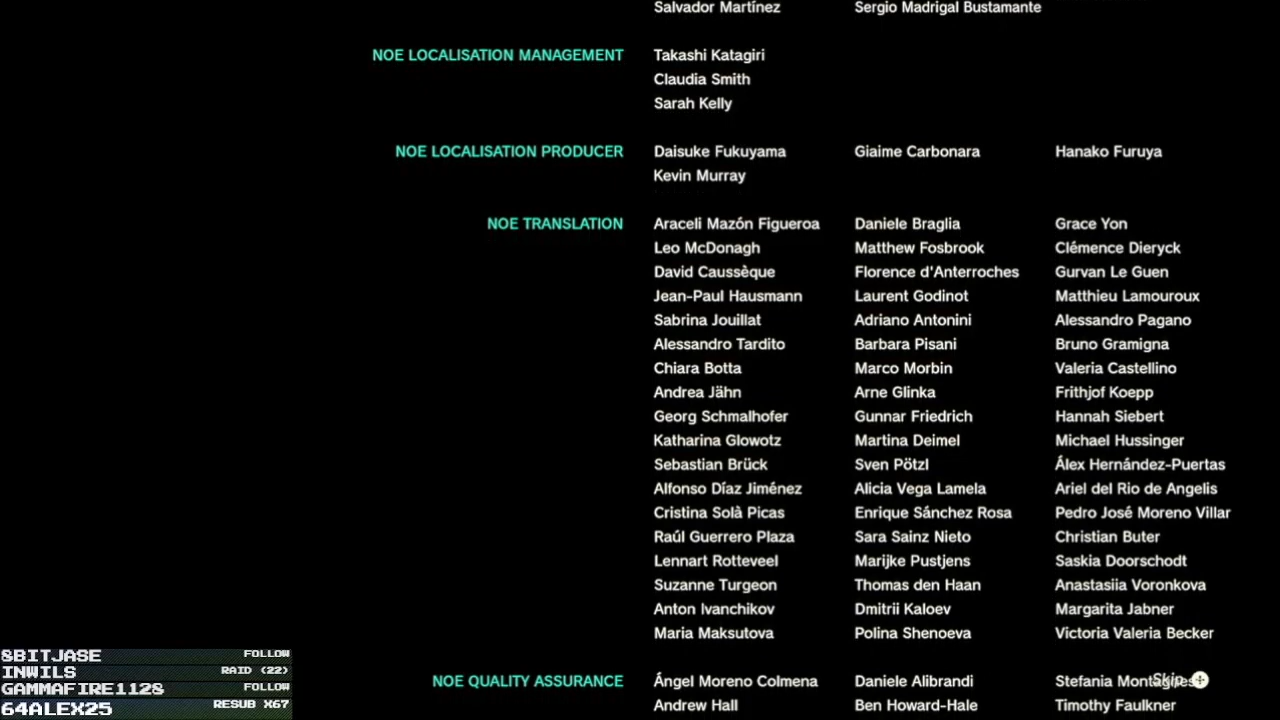 Salvador Martínez Sergio Madrigal Bustamante
NOE LOCALISATION MANAGEMENT Takashi Katagiri
Claudia Smith
Sarah Kelly
NOE LOCALISATION PRODUCER Daisuke Fukuyama Giaime Carbonara Hanako Furuya
Kevin Murray
NOE TRANSLATION Araceli Mazón Figueroa Daniele Braglia Grace Yon
Leo McDonagh Matthew Fosbrook Clémence Dieryck
David Caussèque Florence d'Anterroches Gurvan Le Guen
Jean-Paul Hausmann Laurent Godinot Matthieu Lamouroux
Sabrina Jouillat Adriano Antonini Alessandro Pagano
Alessandro Tardito Barbara Pisani Bruno Gramigna
Chiara Botta Marco Morbin Valeria Castellino
Andrea Jähn Arne Glinka Frithjof Koepp
Georg Schmalhofer Gunnar Friedrich Hannah Siebert
Katharina Glowotz Martina Deimel Michael Hussinger
Sebastian Brück Sven Pötzl Álex Hernández-Puertas
Alfonso Díaz Jiménez Alicia Vega Lamela Ariel del Rio de Angelis
Cristina Solà Picas Enrique Sánchez Rosa Pedro José Moreno Villar
Raúl Guerrero Plaza Sara Sainz Nieto Christian Buter
Lennart Rotteveel Marijke Pustjens Saskia Doorschodt
Suzanne Turgeon Thomas den Haan Anastasiia Voronkova
Anton Ivanchikov Dmitrii Kaloev Margarita Jabner
Maria Maksutova Polina Shenoeva Victoria Valeria Becker
NOE QUALITY ASSURANCE Ángel Moreno Colmena Daniele Alibrandi Stefania Montagnese Skip
Andrew Hall Ben Howard-Hale Timothy Faulkner
8BITJASE FOLLOW
INWILS RAID (22)
GAMMAFIRE1128 FOLLOW
64ALEX25 RESUB X67